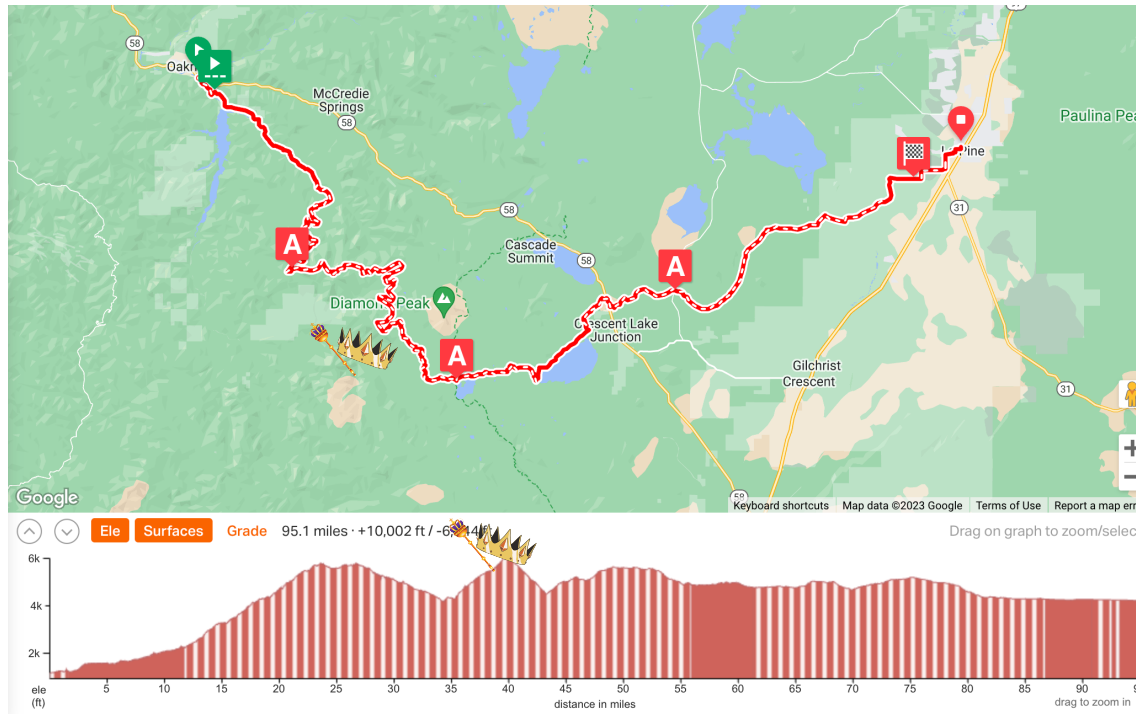 97
58
Oakr
McCredie
Springs
58
Paulina Pea
La Pine
31
58
A
Cascade
Summit
58
A
Diamond Peak
Crescent Lake
Junction
A
Gilchrist
Crescent
31
58
Google
Keyboard shortcuts
Map data ©2023 Google
Terms of Use
Report a map err
Ele
Surfaces
Grade
95.1 miles · +10,002 ft / -6,
Drag on graph to zoom/selec
6k
4k
2k
ele
(ft)
5 10 15 20 25 30 35 40 45 50 55 60 65 70 75 80 85 90 9
distance in miles
drag to zoom in